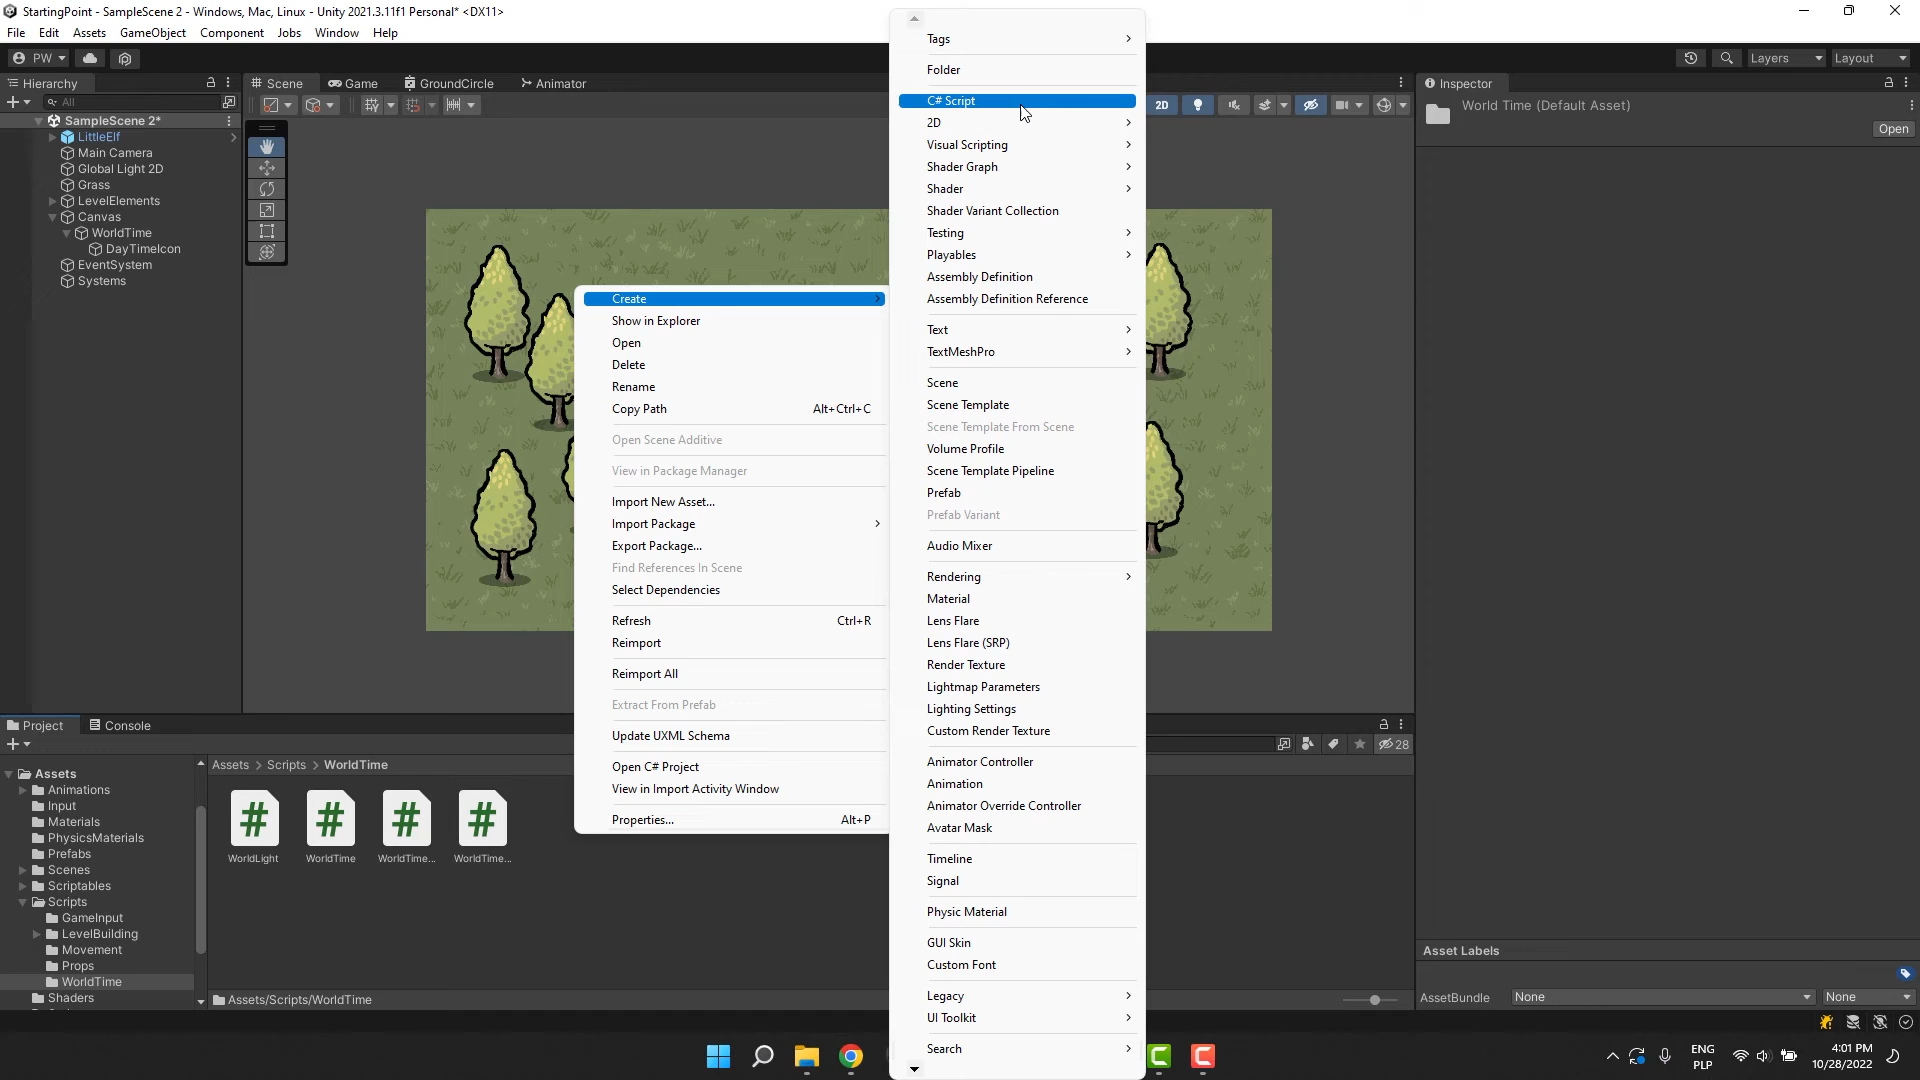 StartingPoint - SampleScene 2 - Windows, Mac, Linux - Unity 2021.3.11f1 Personal* <DX11>
File Edit Assets GameObject Component Jobs Window Help
PW
Layers
Layout
Hierarchy
All
SampleScene 2*
LittleElf
Main Camera
Global Light 2D
Grass
LevelElements
Canvas
WorldTime
DayTimeIcon
EventSystem
Systems
Scene
Game
GroundCircle
Animator
2D
Create
Show in Explorer
Open
Delete
Rename
Copy Path Alt+Ctrl+C
Open Scene Additive
View in Package Manager
Import New Asset...
Import Package
Export Package...
Find References In Scene
Select Dependencies
Refresh Ctrl+R
Reimport
Reimport All
Extract From Prefab
Update UXML Schema
Open C# Project
View in Import Activity Window
Properties... Alt+P
Tags
Folder
C# Script
2D
Visual Scripting
Shader Graph
Shader
Shader Variant Collection
Testing
Playables
Assembly Definition
Assembly Definition Reference
Text
TextMeshPro
Scene
Scene Template
Scene Template From Scene
Volume Profile
Scene Template Pipeline
Prefab
Prefab Variant
Audio Mixer
Rendering
Material
Lens Flare
Lens Flare (SRP)
Render Texture
Lightmap Parameters
Lighting Settings
Custom Render Texture
Animator Controller
Animation
Animator Override Controller
Avatar Mask
Timeline
Signal
Physic Material
GUI Skin
Custom Font
Legacy
UI Toolkit
Search
Inspector
World Time (Default Asset)
Open
Asset Labels
AssetBundle None None
Project
Console
28
Assets
Animations
Input
Materials
PhysicsMaterials
Prefabs
Scenes
Scriptables
Scripts
GameInput
LevelBuilding
Movement
Props
WorldTime
Shaders
Assets > Scripts > WorldTime
# # # #
WorldLight WorldTime WorldTime... WorldTime...
Assets/Scripts/WorldTime
ENG
PLP
4:01 PM
10/28/2022